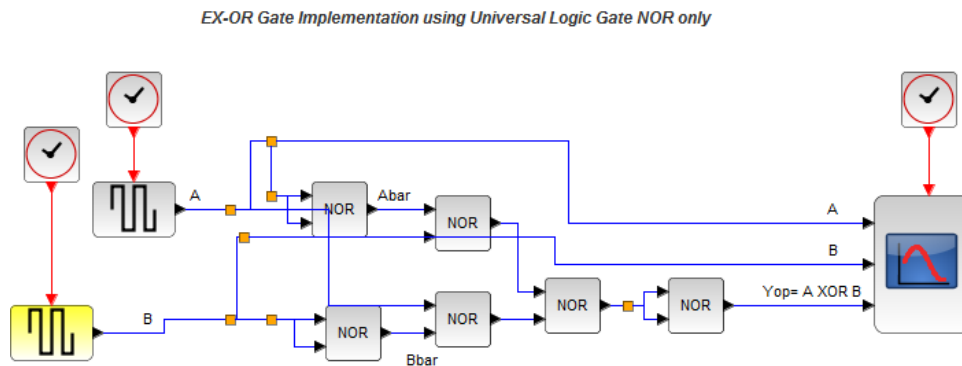 EX-OR Gate Implementation using Universal Logic Gate NOR only
A
NOR
Abar
NOR
A
B
B
NOR
Bbar
NOR
NOR
NOR
Yop= A XOR B